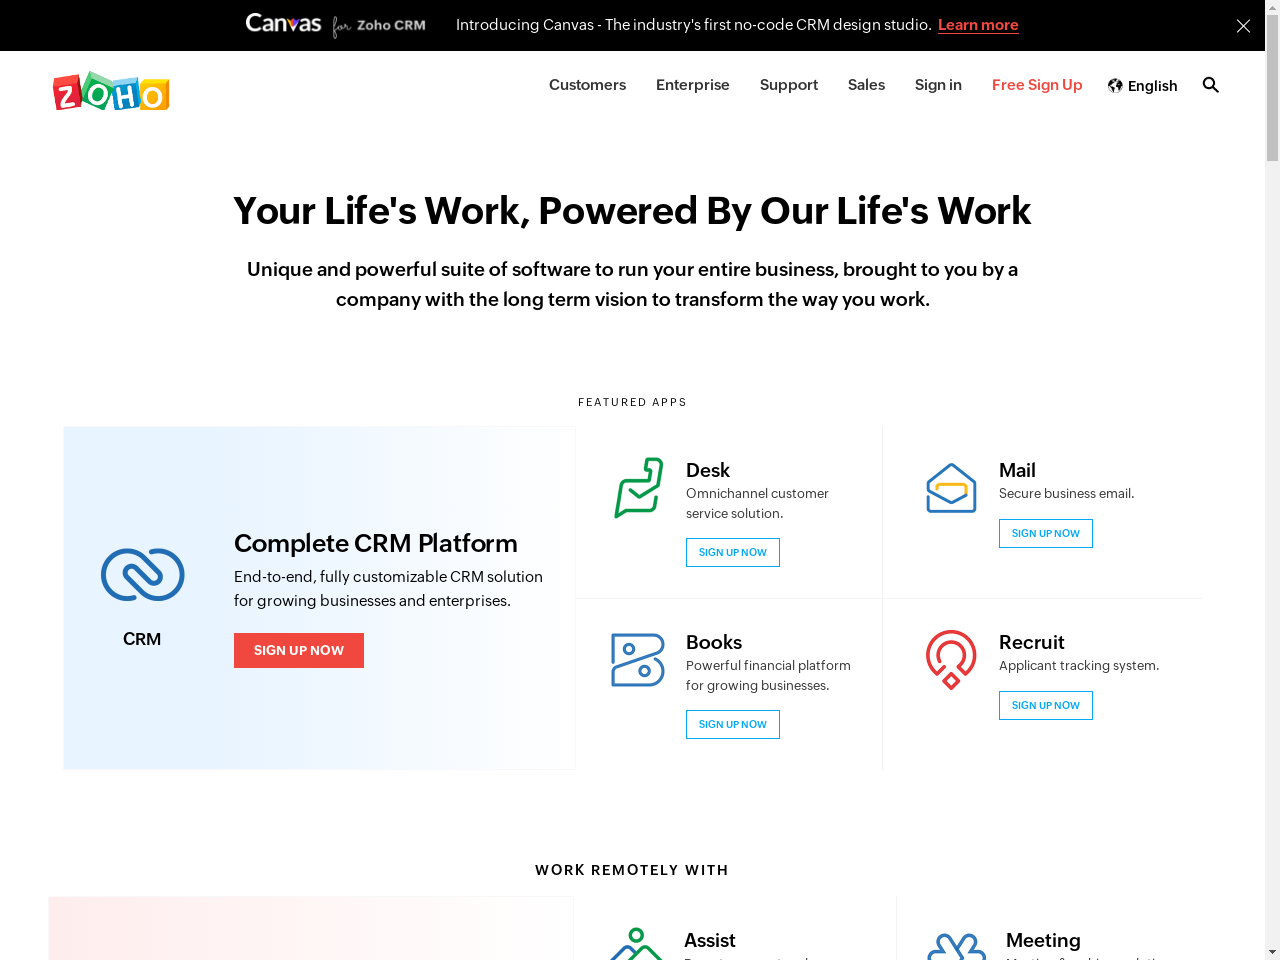 Canvas for Zoho CRM
Introducing Canvas - The industry's first no-code CRM design studio. Learn more
ZOHO
Customers
Enterprise
Support
Sales
Sign in
Free Sign Up
English
Your Life's Work, Powered By Our Life's Work
Unique and powerful suite of software to run your entire business, brought to you by a
company with the long term vision to transform the way you work.
FEATURED APPS
CRM
Complete CRM Platform
End-to-end, fully customizable CRM solution
for growing businesses and enterprises.
SIGN UP NOW
Desk
Omnichannel customer
service solution.
SIGN UP NOW
Mail
Secure business email.
SIGN UP NOW
Books
Powerful financial platform
for growing businesses.
SIGN UP NOW
Recruit
Applicant tracking system.
SIGN UP NOW
WORK REMOTELY WITH
Assist
Meeting